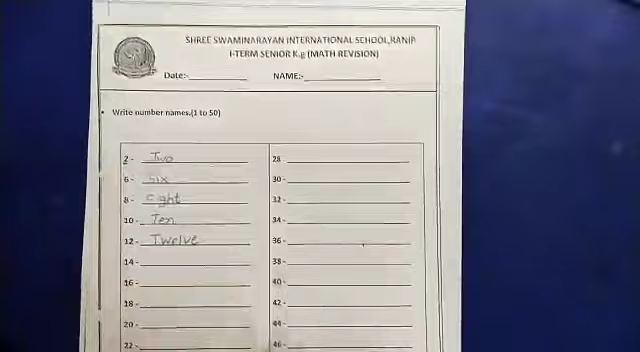 SHREE SWAMINARAYAN INTERNATIONAL SCHOOL,RANIP
I-TERM SENIOR K.g (MATH REVISION)
Date:-__________ NAME:-______________
• Write number names.(1 to 50)
2 - Two
6 - Six
8 - eight
10 - Ten
12 - Twelve
14 -
16 -
18 -
20 -
22 -
28
30 -
32 -
34 -
36 -
38 -
40 -
42 -
44 -
46 -